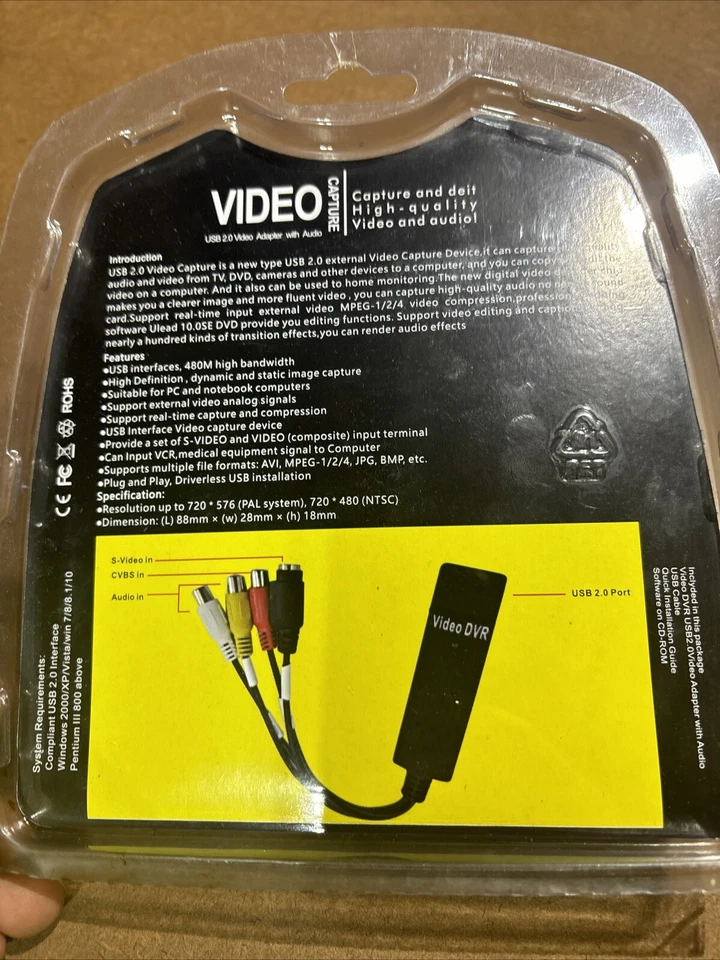 VIDEO
CAPTURE
USB 2.0 Video Adapter with Audio
Capture and deit
High-quality
Video and audio!
Introduction
USB 2.0 Video Capture is a new type USB 2.0 external Video Capture Device,it can capture quality
audio and video from TV, DVD, cameras and other devices to a computer, and you can copy all the
video on a computer. And it also can be used to home monitoring.The new digital video
makes you a clearer image and more fluent video , you can capture high-quality audio no
card.Support real-time input external video MPEG-1/2/4 video compression,profession
software Ulead 10.0SE DVD provide you editing functions. Support video editing and
nearly a hundred kinds of transition effects,you can render audio effects
Features
●USB interfaces, 480M high bandwidth
●High Definition , dynamic and static image capture
●Suitable for PC and notebook computers
●Support external video analog signals
●Support real-time capture and compression
●USB Interface Video capture device
●Provide a set of S-VIDEO and VIDEO (composite) input terminal
●Can Input VCR,medical equipment signal to Computer
●Supports multiple file formats: AVI, MPEG-1/2/4, JPG, BMP, etc.
●Plug and Play, Driverless USB installation
Specification:
●Resolution up to 720 * 576 (PAL system), 720 * 480 (NTSC)
●Dimension: (L) 88mm × (w) 28mm × (h) 18mm
CE FC ROHS
S-Video in
CVBS in
Audio in
Video DVR
USB 2.0 Port
System Requirements:
Compliant USB 2.0 Interface
Windows 2000/XP/Vista/win 7/8/8.1/10
Pentium III 800 above
Included in this package
Video DVR USB2.0Video Adapter with Audio
USB Cable
Quick Installation Guide
Software on CD-ROM